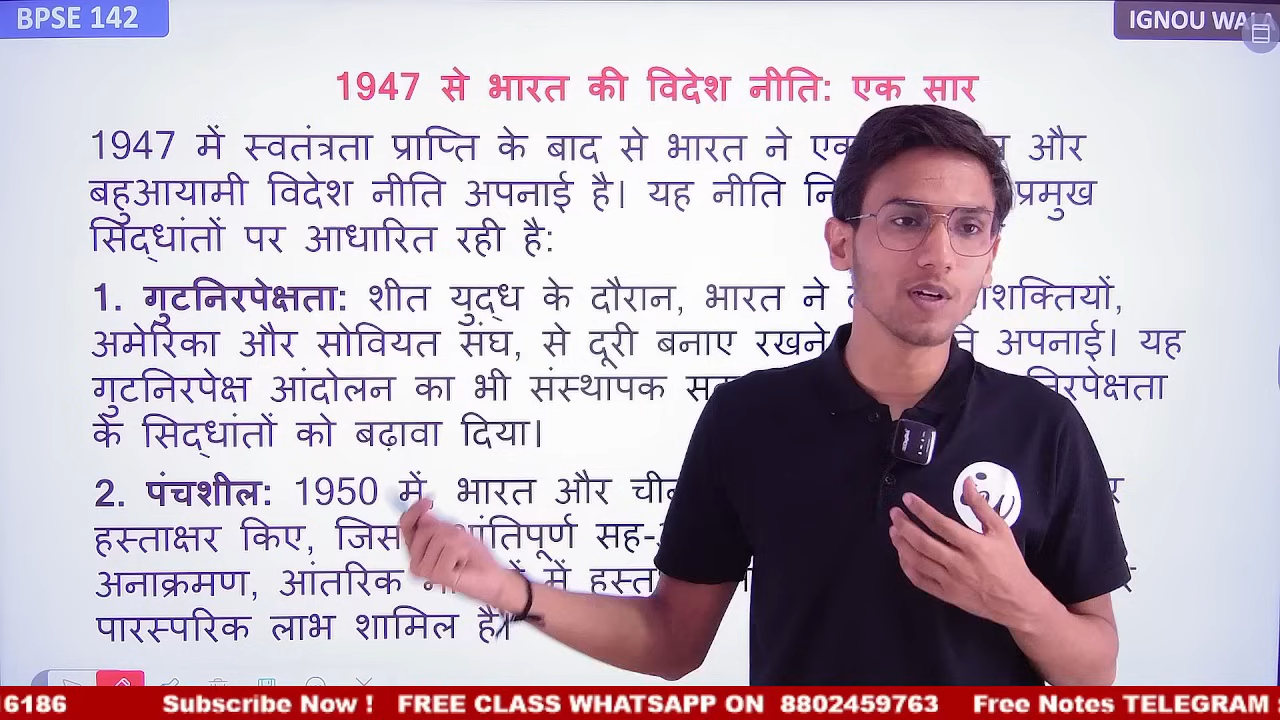 BPSE 142
IGNOU WALA
1947 से भारत की विदेश नीति: एक सार
1947 में स्वतंत्रता प्राप्ति के बाद से भारत ने और
बहुआयामी विदेश नीति अपनाई है। यह नीति प्रमुख
सिद्धांतों पर आधारित रही है:
1. गुटनिरपेक्षता: शीत युद्ध के दौरान, भारत ने
अमेरिका और सोवियत संघ, से दूरी बनाए रखने अपनाई। यह
गुटनिरपेक्ष आंदोलन का भी संस्थापक
के सिद्धांतों को बढ़ावा दिया।
2. पंचशील: 1950 में, भारत और
हस्ताक्षर किए,
अनाक्रमण, आंतरिक में
पारस्परिक लाभ शामिल हैं।
16186 Subscribe Now ! FREE CLASS WHATSAPP ON 8802459763 Free Notes TELEGRAM